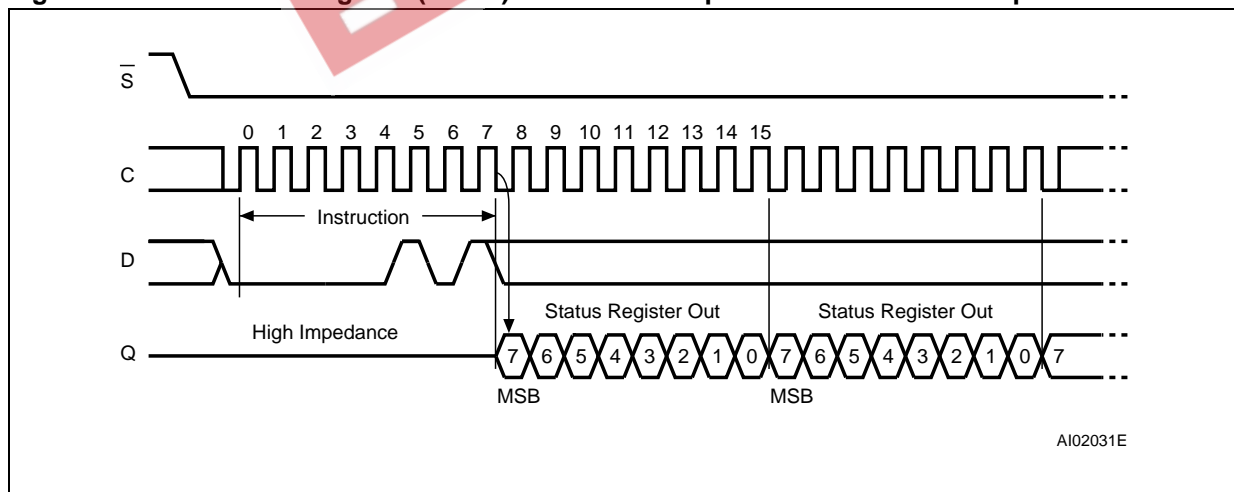 S
0 1 2 3 4 5 6 7 8 9 10 11 12 13 14 15
C
Instruction
D
Status Register Out Status Register Out
High Impedance
Q 7 6 5 4 3 2 1 0 7 6 5 4 3 2 1 0 7
MSB MSB
AI02031E